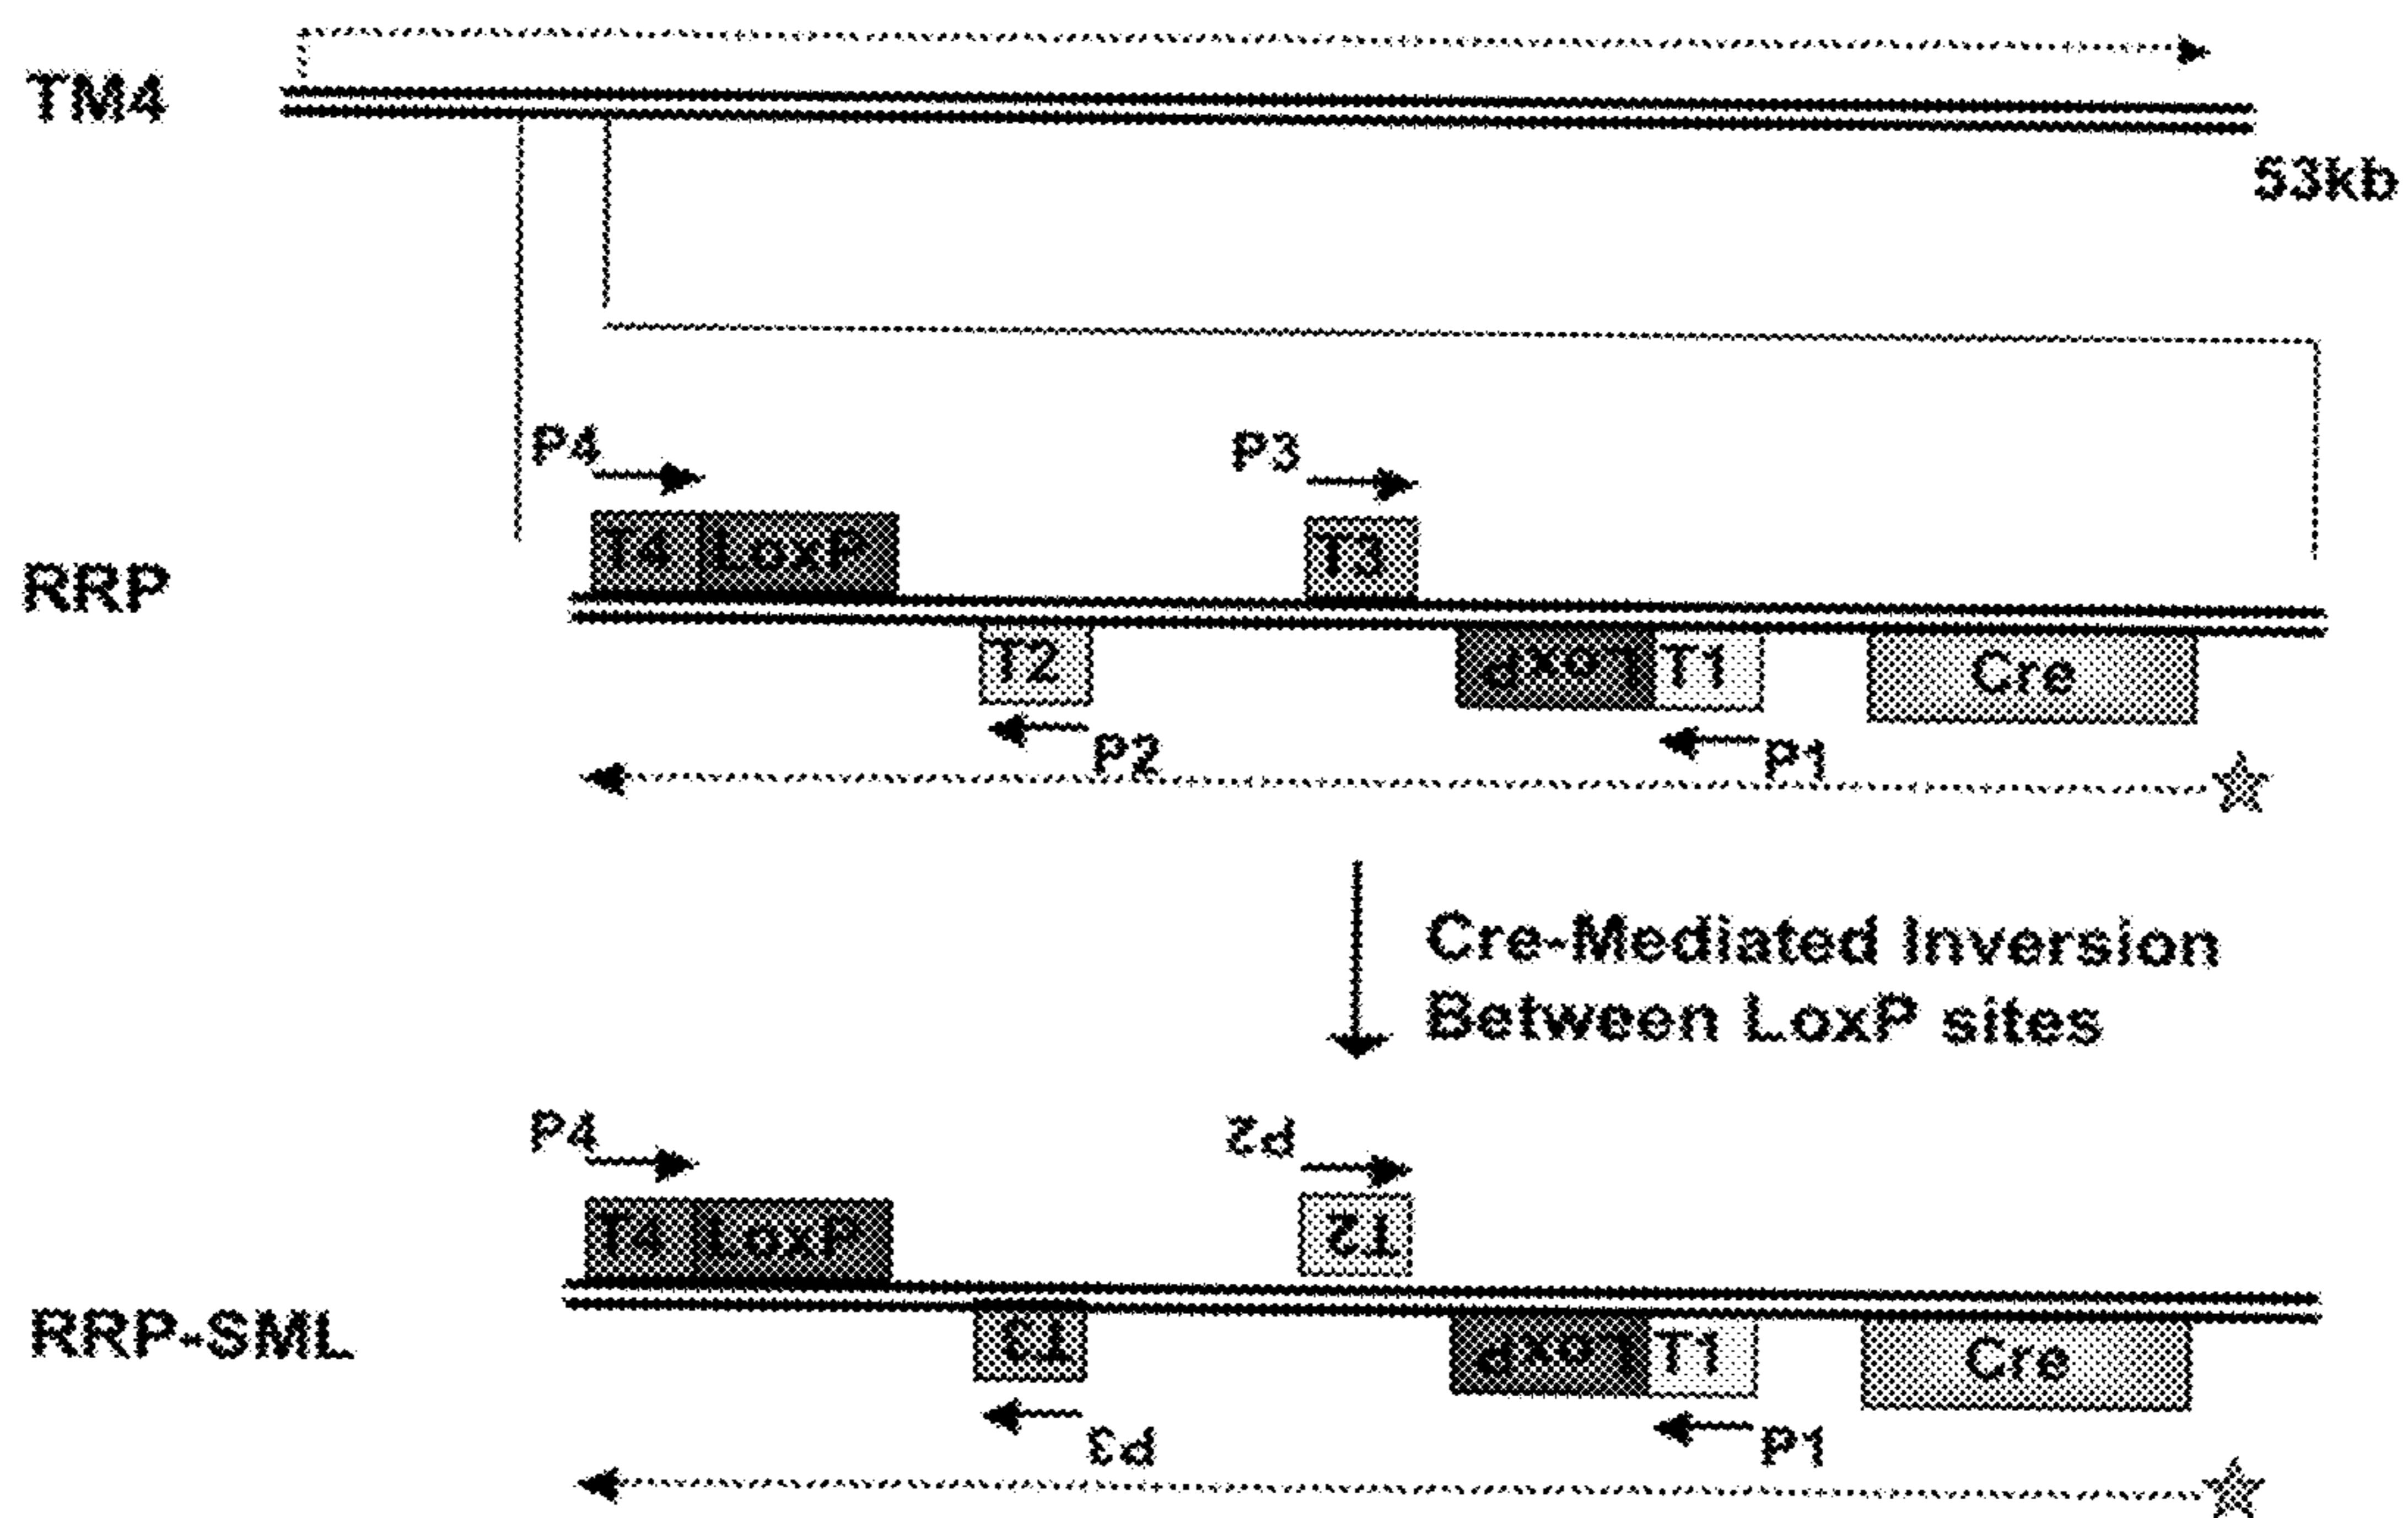 TM4
53kb
P4
P3
T4
LoxP
T3
RRP
T2
LoxP
T1
Cre
P2
P1
Cre-Mediated Inversion
Between LoxP sites
P4
P2
T4
LoxP
T2
RRP-SML
T3
LoxP
T1
Cre
P3
P1